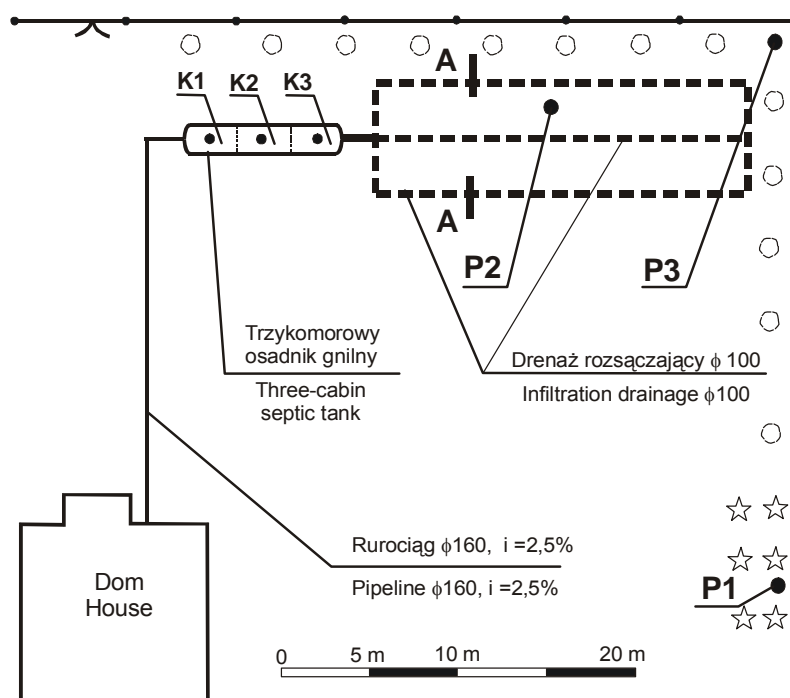 A
K1 K2 K3
A
P2
P3
Trzykomorowy
osadnik gnilny
Three-cabin
septic tank
Drenaż rozsączający ϕ 100
Infiltration drainage ϕ100
Rurociąg ϕ160, i =2,5%
Pipeline ϕ160, i =2,5%
Dom
House
P1
0 5 m 10 m 20 m